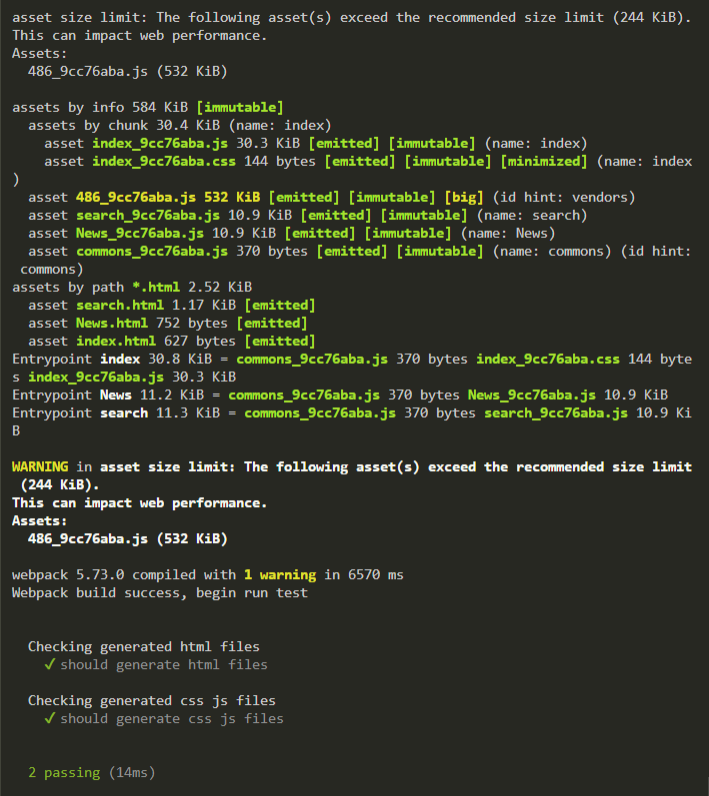 asset size limit: The following asset(s) exceed the recommended size limit (244 KiB).
This can impact web performance.
Assets:
  486_9cc76aba.js (532 KiB)

assets by info 584 KiB [immutable]
  assets by chunk 30.4 KiB (name: index)
    asset index_9cc76aba.js 30.3 KiB [emitted] [immutable] (name: index)
    asset index_9cc76aba.css 144 bytes [emitted] [immutable] [minimized] (name: index
)
  asset 486_9cc76aba.js 532 KiB [emitted] [immutable] [big] (id hint: vendors)
  asset search_9cc76aba.js 10.9 KiB [emitted] [immutable] (name: search)
  asset News_9cc76aba.js 10.9 KiB [emitted] [immutable] (name: News)
  asset commons_9cc76aba.js 370 bytes [emitted] [immutable] (name: commons) (id hint:
 commons)
assets by path *.html 2.52 KiB
  asset search.html 1.17 KiB [emitted]
  asset News.html 752 bytes [emitted]
  asset index.html 627 bytes [emitted]
Entrypoint index 30.8 KiB = commons_9cc76aba.js 370 bytes index_9cc76aba.css 144 byte
s index_9cc76aba.js 30.3 KiB
Entrypoint News 11.2 KiB = commons_9cc76aba.js 370 bytes News_9cc76aba.js 10.9 KiB
Entrypoint search 11.3 KiB = commons_9cc76aba.js 370 bytes search_9cc76aba.js 10.9 Ki
B

WARNING in asset size limit: The following asset(s) exceed the recommended size limit
 (244 KiB).
This can impact web performance.
Assets:
  486_9cc76aba.js (532 KiB)

webpack 5.73.0 compiled with 1 warning in 6570 ms
Webpack build success, begin run test

  Checking generated html files
    ✓ should generate html files

  Checking generated css js files
    ✓ should generate css js files

  2 passing (14ms)